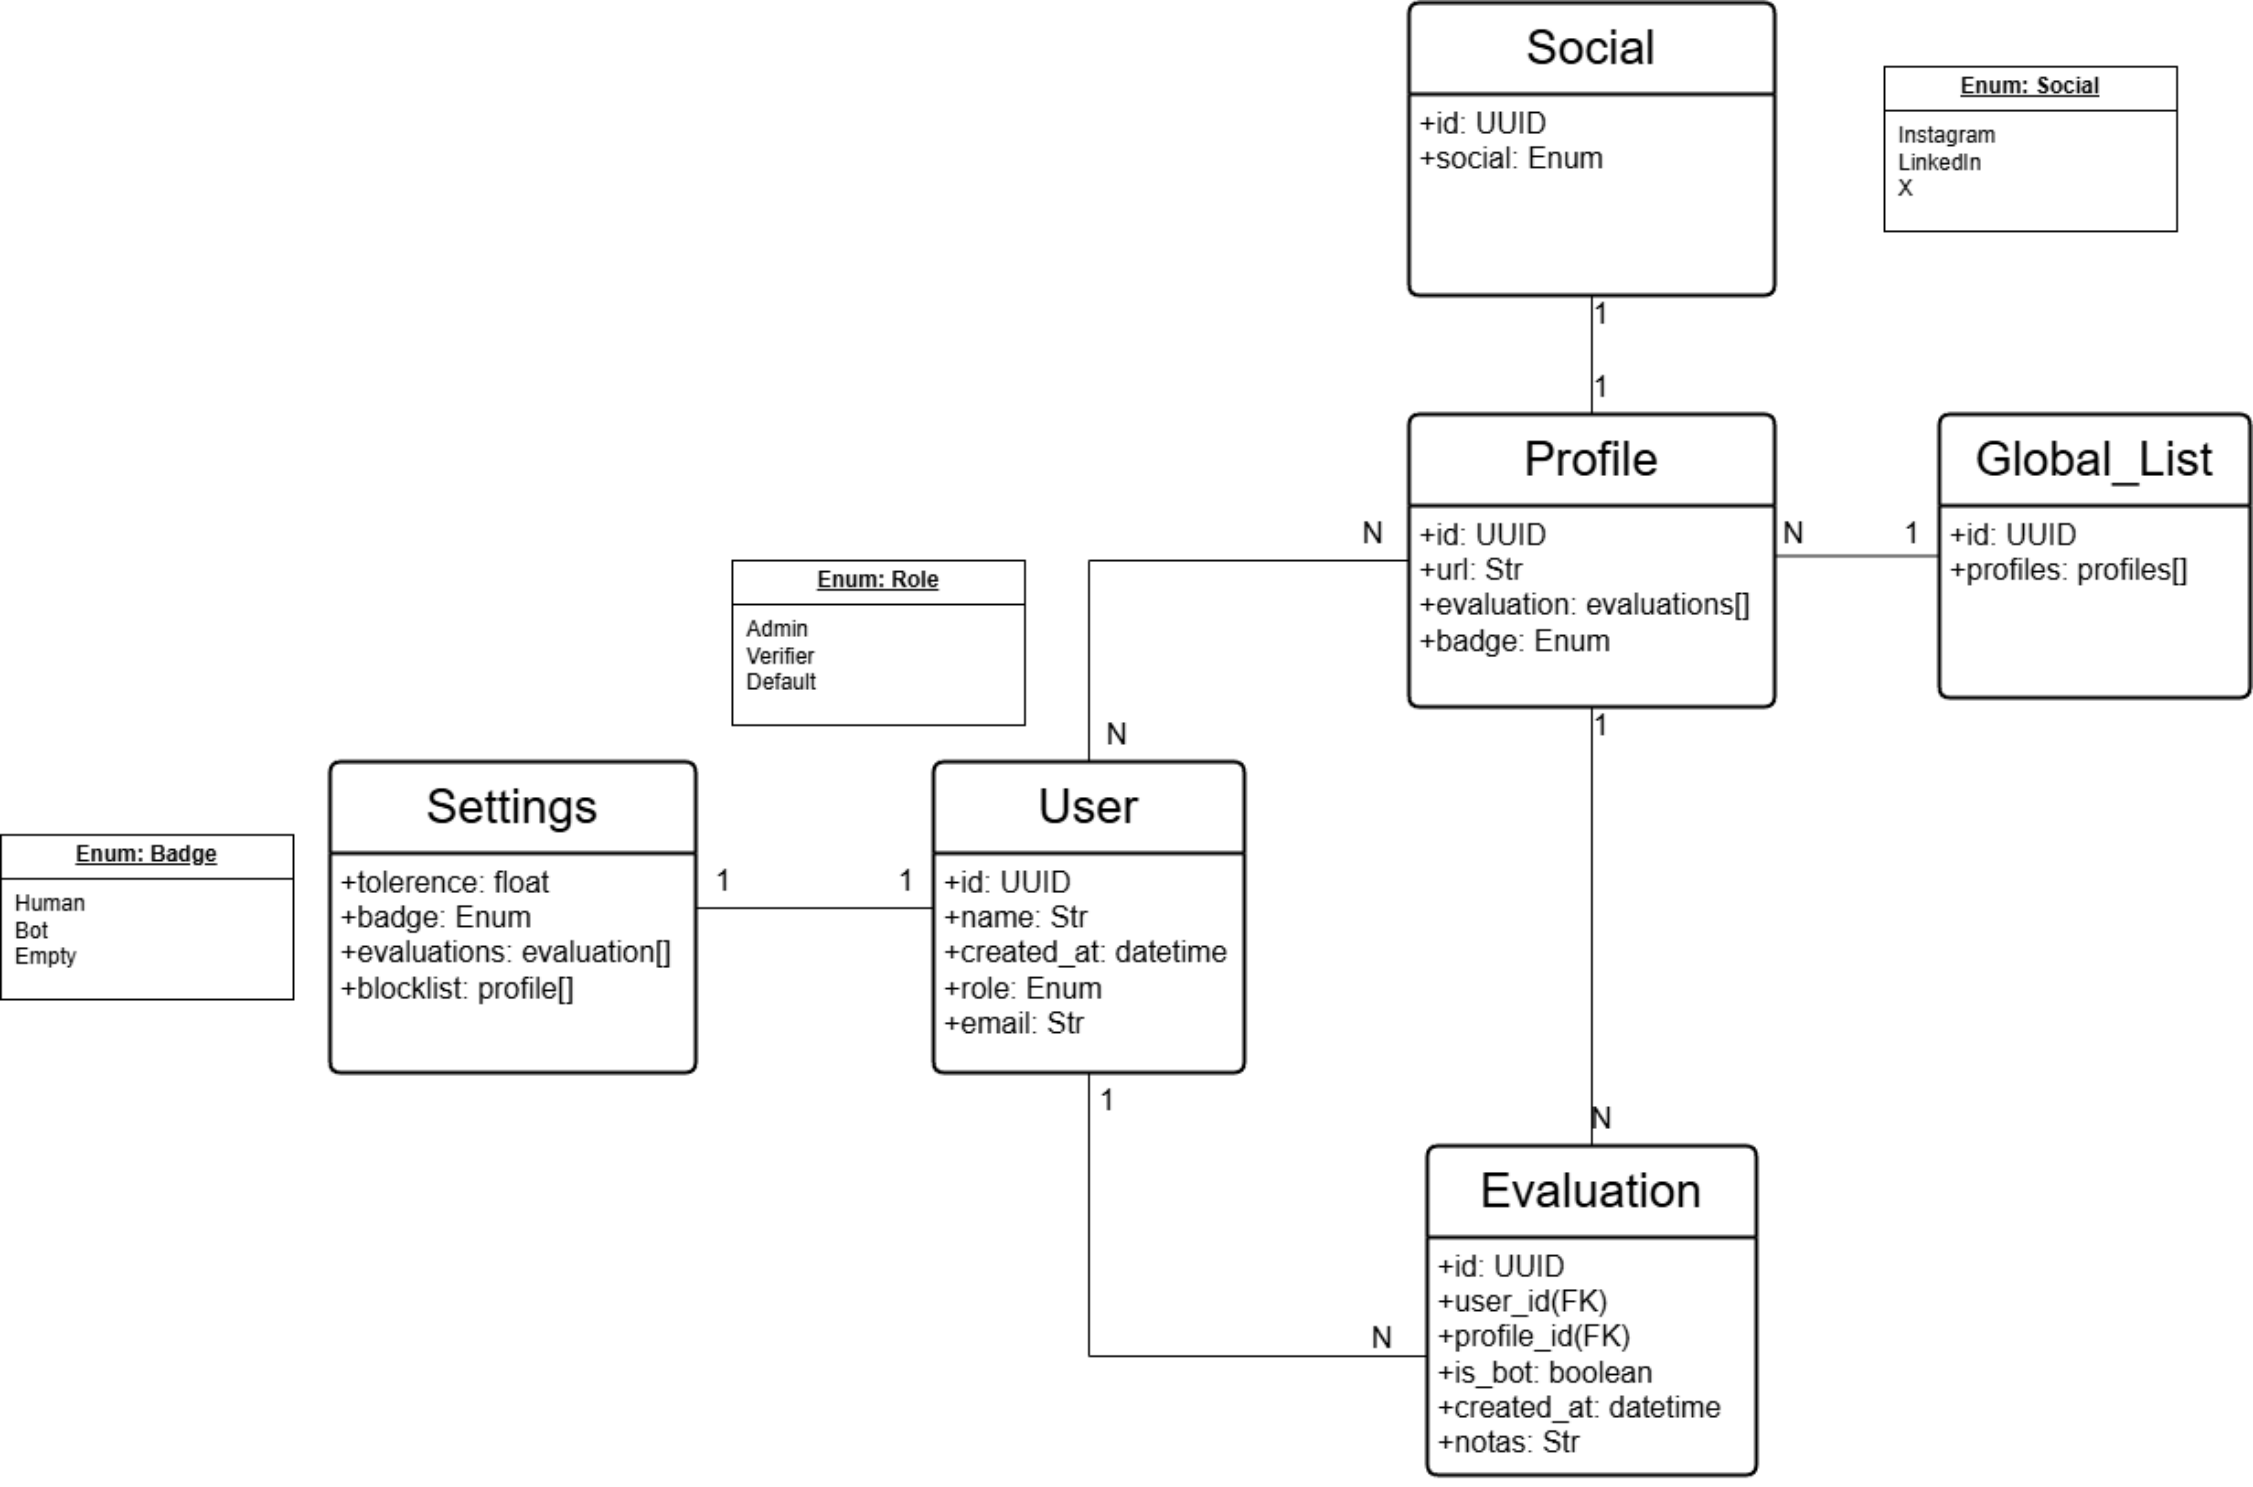 Social
+id: UUID
+social: Enum
Enum: Social
Instagram
LinkedIn
X
1
1
Profile
+id: UUID
+url: Str
+evaluation: evaluations[]
+badge: Enum
N
1
Global_List
+id: UUID
+profiles: profiles[]
N
N
1
Enum: Role
Admin
Verifier
Default
Enum: Badge
Human
Bot
Empty
Settings
+tolerence: float
+badge: Enum
+evaluations: evaluation[]
+blocklist: profile[]
1
1
User
+id: UUID
+name: Str
+created_at: datetime
+role: Enum
+email: Str
1
N
N
Evaluation
+id: UUID
+user_id(FK)
+profile_id(FK)
+is_bot: boolean
+created_at: datetime
+notas: Str